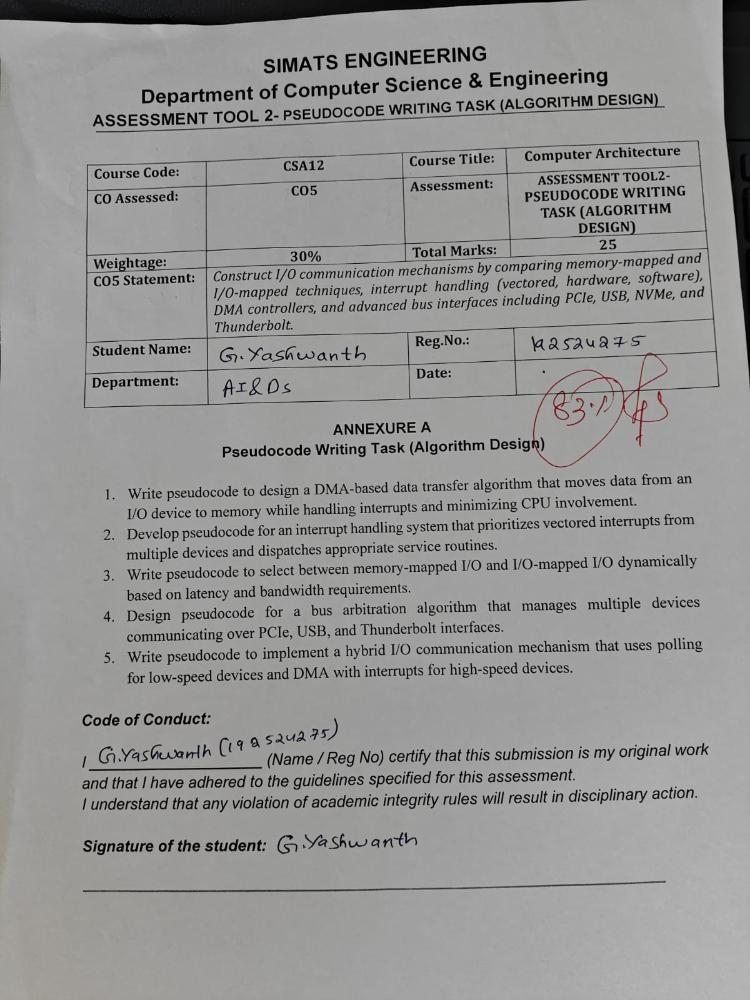 SIMATS ENGINEERING
Department of Computer Science & Engineering
ASSESSMENT TOOL 2- PSEUDOCODE WRITING TASK (ALGORITHM DESIGN)
Course Code: CSA12 Course Title: Computer Architecture
CO Assessed: CO5 Assessment: ASSESSMENT TOOL2-
PSEUDOCODE WRITING
TASK (ALGORITHM
DESIGN)
Weightage: 30% Total Marks: 25
CO5 Statement: Construct I/O communication mechanisms by comparing memory-mapped and
I/O-mapped techniques, interrupt handling (vectored, hardware, software),
DMA controllers, and advanced bus interfaces including PCIe, USB, NVMe, and
Thunderbolt.
Student Name: G.Yashwanth Reg.No.: 192524275
Department: AI&Ds Date:
83.1
ANNEXURE A
Pseudocode Writing Task (Algorithm Design)
1. Write pseudocode to design a DMA-based data transfer algorithm that moves data from an
I/O device to memory while handling interrupts and minimizing CPU involvement.
2. Develop pseudocode for an interrupt handling system that prioritizes vectored interrupts from
multiple devices and dispatches appropriate service routines.
3. Write pseudocode to select between memory-mapped I/O and I/O-mapped I/O dynamically
based on latency and bandwidth requirements.
4. Design pseudocode for a bus arbitration algorithm that manages multiple devices
communicating over PCIe, USB, and Thunderbolt interfaces.
5. Write pseudocode to implement a hybrid I/O communication mechanism that uses polling
for low-speed devices and DMA with interrupts for high-speed devices.
Code of Conduct:
I G.Yashwanth (192524275) (Name / Reg No) certify that this submission is my original work
and that I have adhered to the guidelines specified for this assessment.
I understand that any violation of academic integrity rules will result in disciplinary action.
Signature of the student: G.Yashwanth